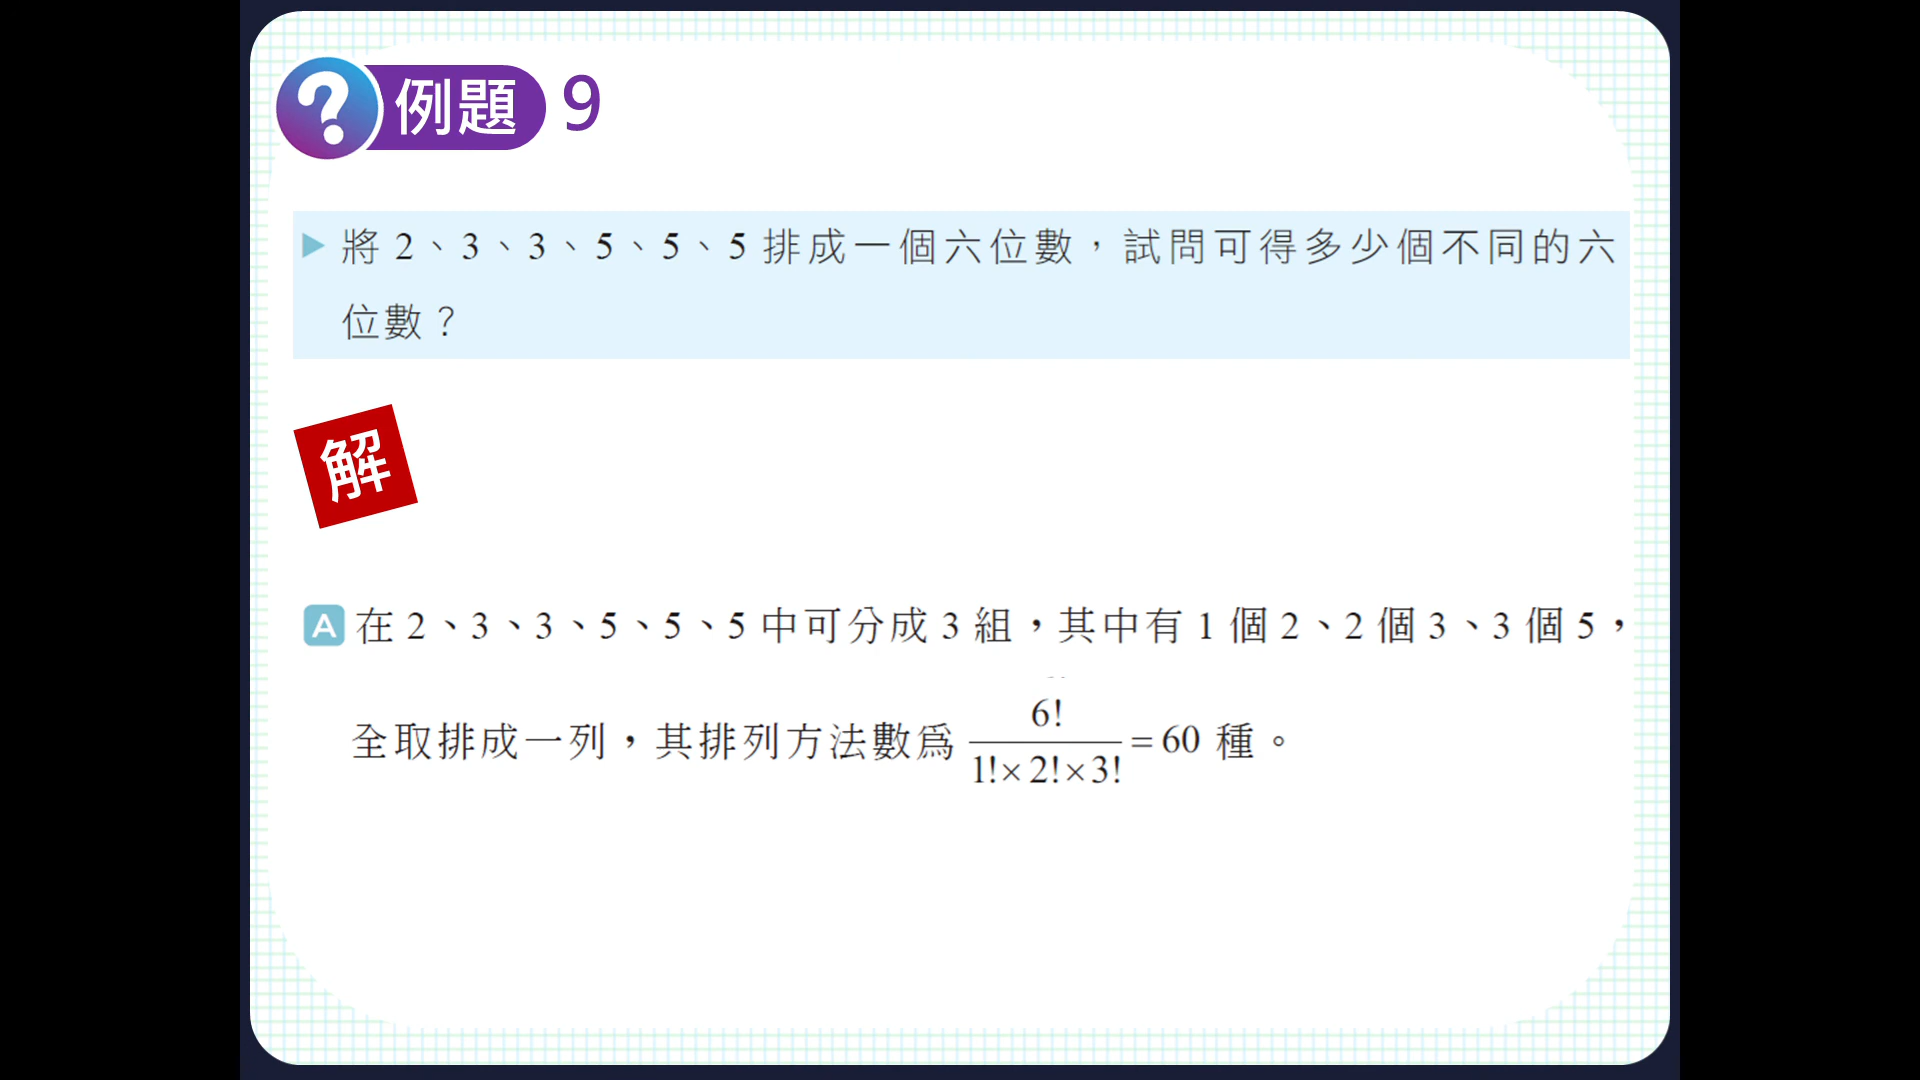 ? 例題 9
▶ 將 2、3、3、5、5、5 排成一個六位數，試問可得多少個不同的六
位數？
解
A 在 2、3、3、5、5、5 中可分成 3 組，其中有 1 個 2、2 個 3、3 個 5，
全取排成一列，其排列方法數爲 6!/(1!×2!×3!) = 60 種。